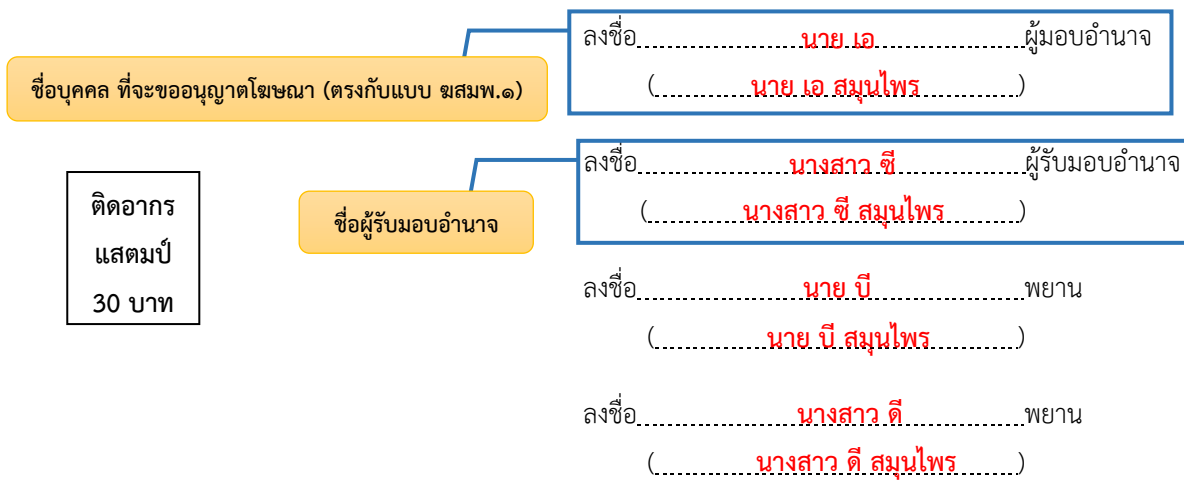 ลงชื่อ นาย เอ ผู้มอบอำนาจ
ชื่อบุคคล ที่จะขออนุญาตโฆษณา (ตรงกับแบบ ฆสมพ.๑)
( นาย เอ สมุนไพร )
ลงชื่อ นางสาว ซี ผู้รับมอบอำนาจ
ชื่อผู้รับมอบอำนาจ
( นางสาว ซี สมุนไพร )
ติดอากร
แสตมป์
30 บาท
ลงชื่อ นาย บี พยาน
( นาย บี สมุนไพร )
ลงชื่อ นางสาว ดี พยาน
( นางสาว ดี สมุนไพร )